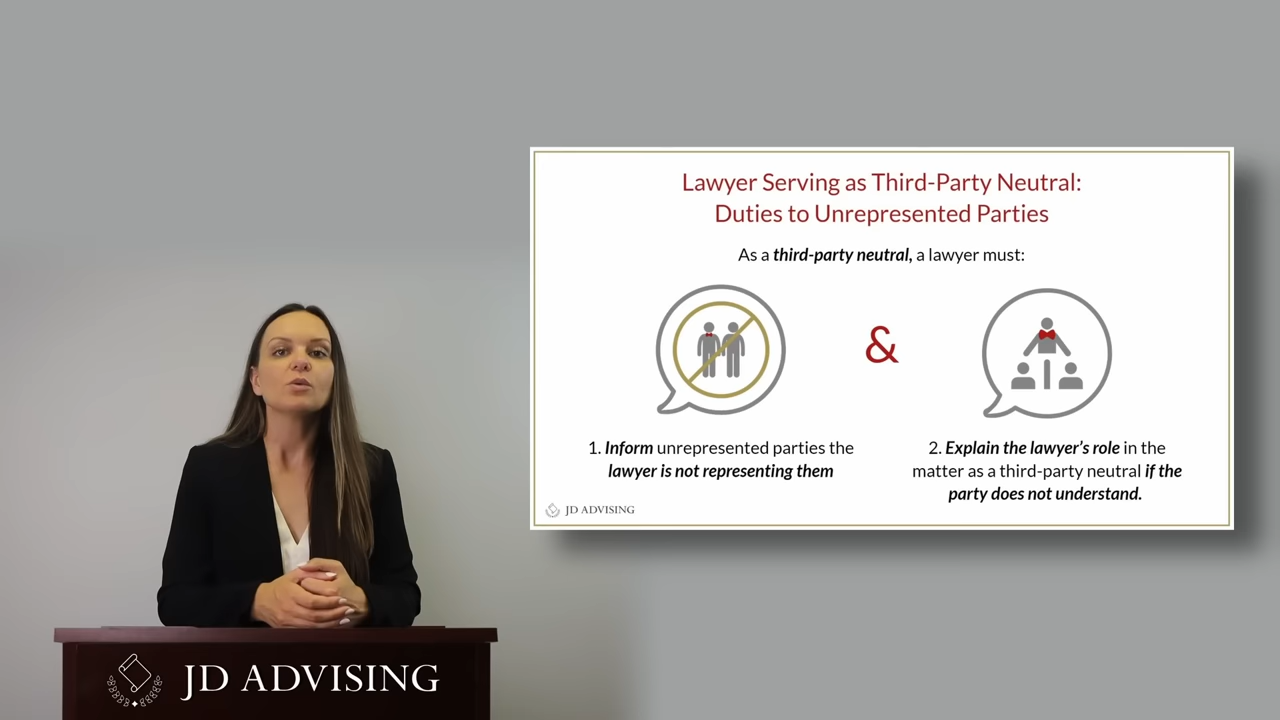 Lawyer Serving as Third-Party Neutral:
Duties to Unrepresented Parties
As a third-party neutral, a lawyer must:
&
1. Inform unrepresented parties the
lawyer is not representing them
2. Explain the lawyer's role in the
matter as a third-party neutral if the
party does not understand.
JD ADVISING
JD ADVISING